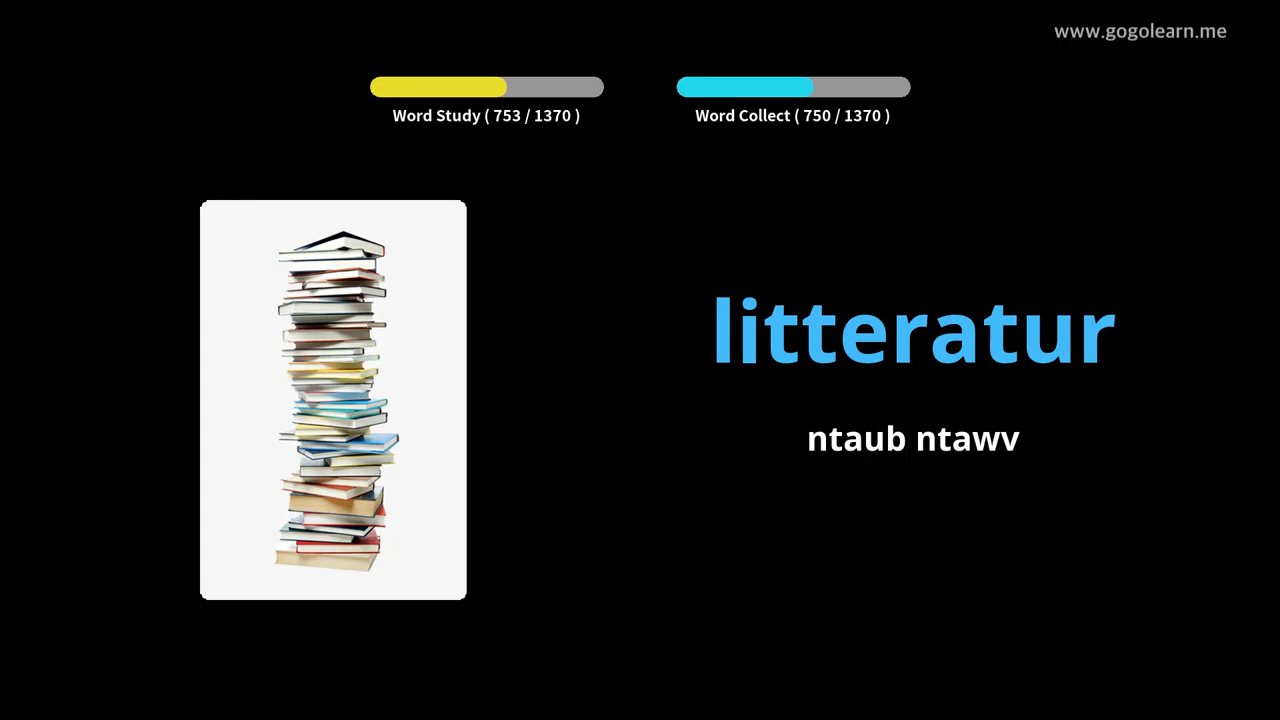 www.gogolearn.me
Word Study ( 753 / 1370 )
Word Collect ( 750 / 1370 )
litteratur
ntaub ntawv